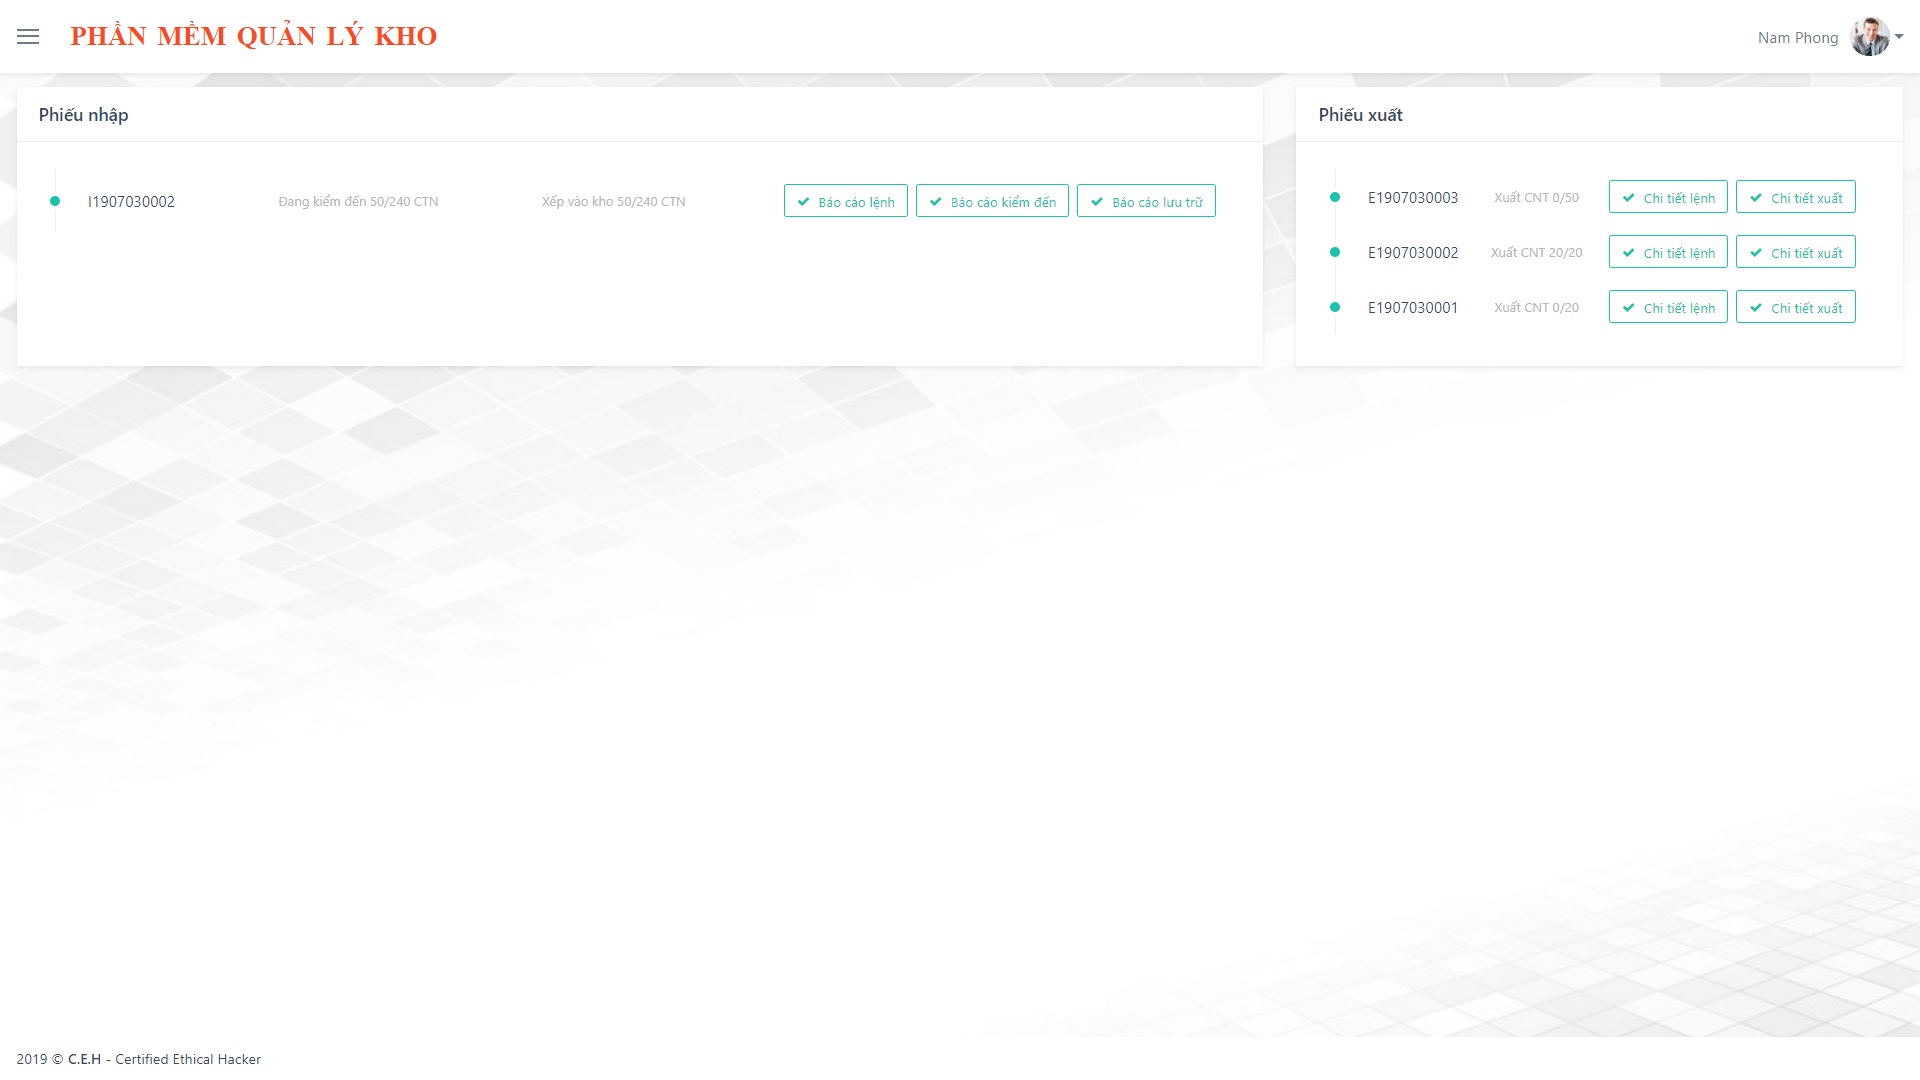 PHẦN MỀM QUẢN LÝ KHO
Nam Phong
Phiếu nhập
I1907030002 Đang kiểm đến 50/240 CTN Xếp vào kho 50/240 CTN Báo cáo lệnh Báo cáo kiểm đến Báo cáo lưu trữ
Phiếu xuất
E1907030003 Xuất CNT 0/50 Chi tiết lệnh Chi tiết xuất
E1907030002 Xuất CNT 20/20 Chi tiết lệnh Chi tiết xuất
E1907030001 Xuất CNT 0/20 Chi tiết lệnh Chi tiết xuất
2019 © C.E.H - Certified Ethical Hacker